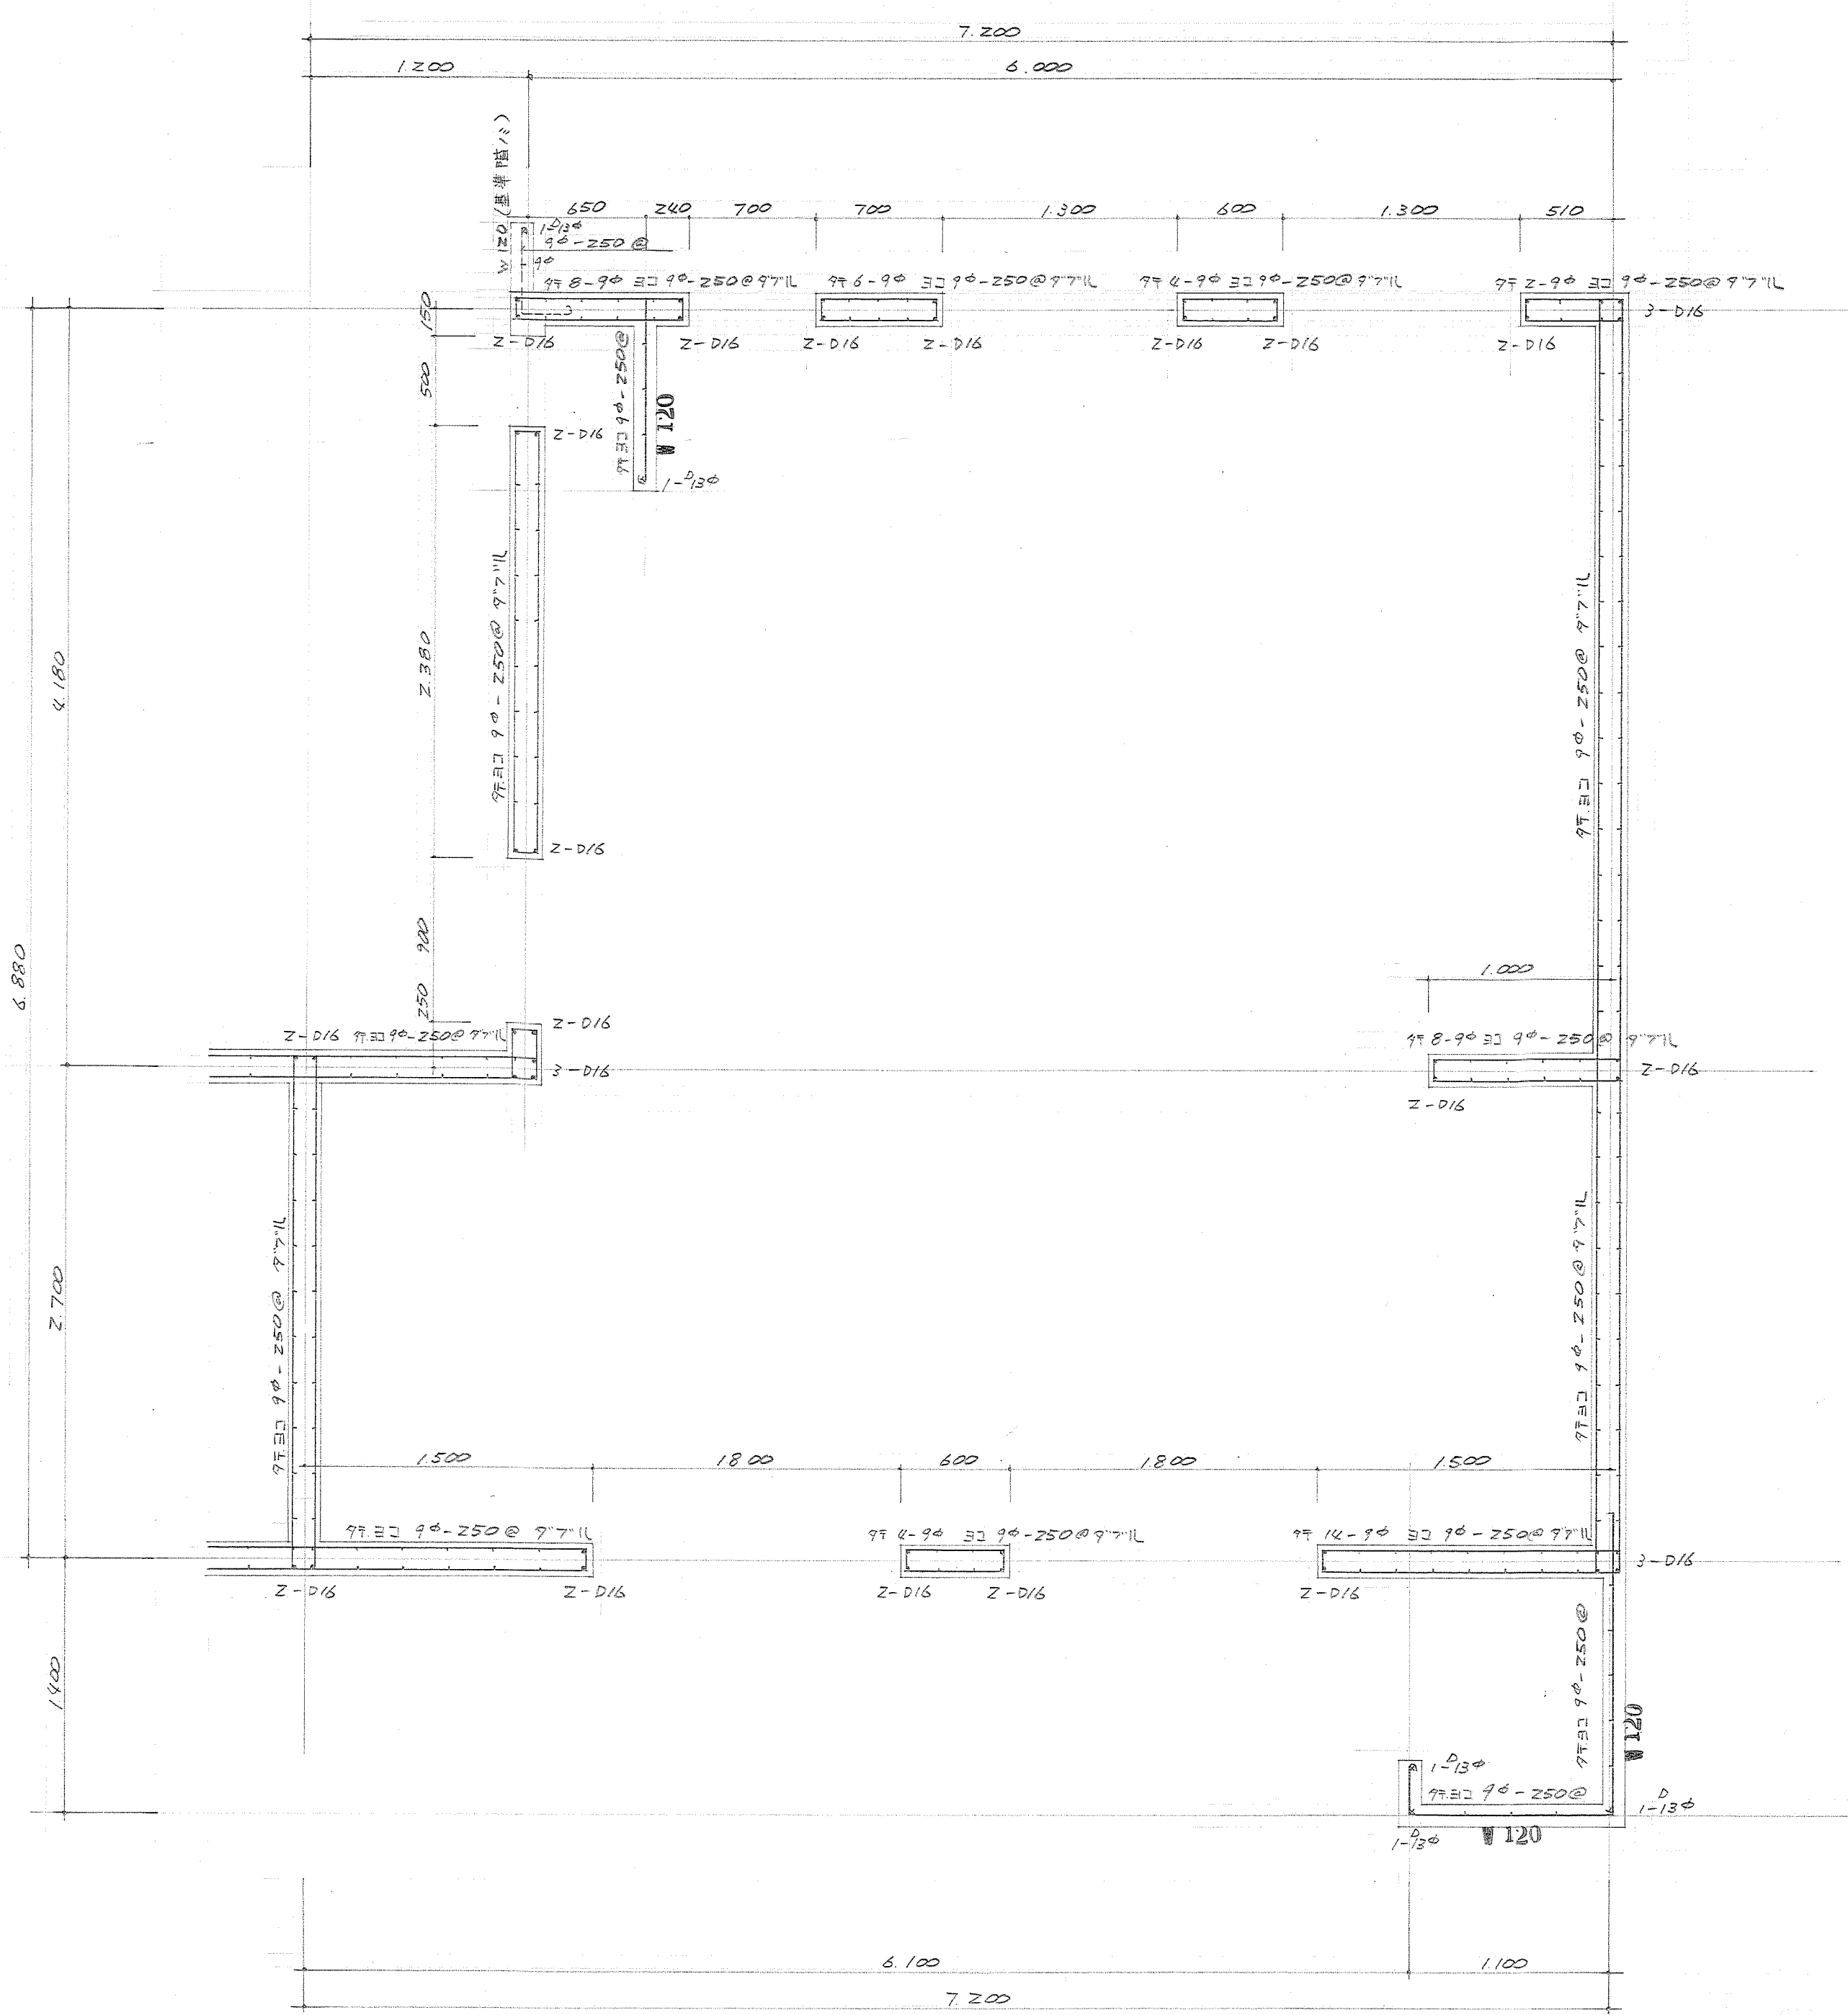 7.200
1.200
6.000
W120(基準階ノミ)
650
240
700
700
1.300
600
1.300
510
1-D13φ
9φ-250@
9φ
タテ8-9φ ヨコ9φ-250@ダブル
タテ6-9φ ヨコ9φ-250@ダブル
タテ4-9φ ヨコ9φ-250@ダブル
タテ2-9φ ヨコ9φ-250@ダブル
3-D16
2-D16
2-D16
2-D16
2-D16
2-D16
2-D16
2-D16
150
500
タテヨコ9φ-250@
W 120
2-D16
1-D13φ
タテ.ヨコ 9φ-250@ ダブル
2.380
4.180
タテ.ヨコ 9φ-250@ ダブル
2-D16
900
6.880
250
1.000
2-D16
2-D16 タテ.ヨコ9φ-250@ダブル
タテ8-9φ ヨコ 9φ-250@ ダブル
3-D16
2-D16
2-D16
タテ.ヨコ 9φ-250@ ダブル
タテヨコ 9φ-250@ダブル
2.700
1.500
1.800
600
1.800
1.500
タテ.ヨコ 9φ-250@ ダブル
タテ4-9φ ヨコ 9φ-250@ダブル
タテ14-9φ ヨコ 9φ-250@ダブル
3-D16
2-D16
2-D16
2-D16
2-D16
2-D16
1.400
タテヨコ 9φ-250@
W 120
1-D13φ
タテ.ヨコ 9φ-250@
1-D13φ
1-D13φ
W 120
6.100
1.100
7.200